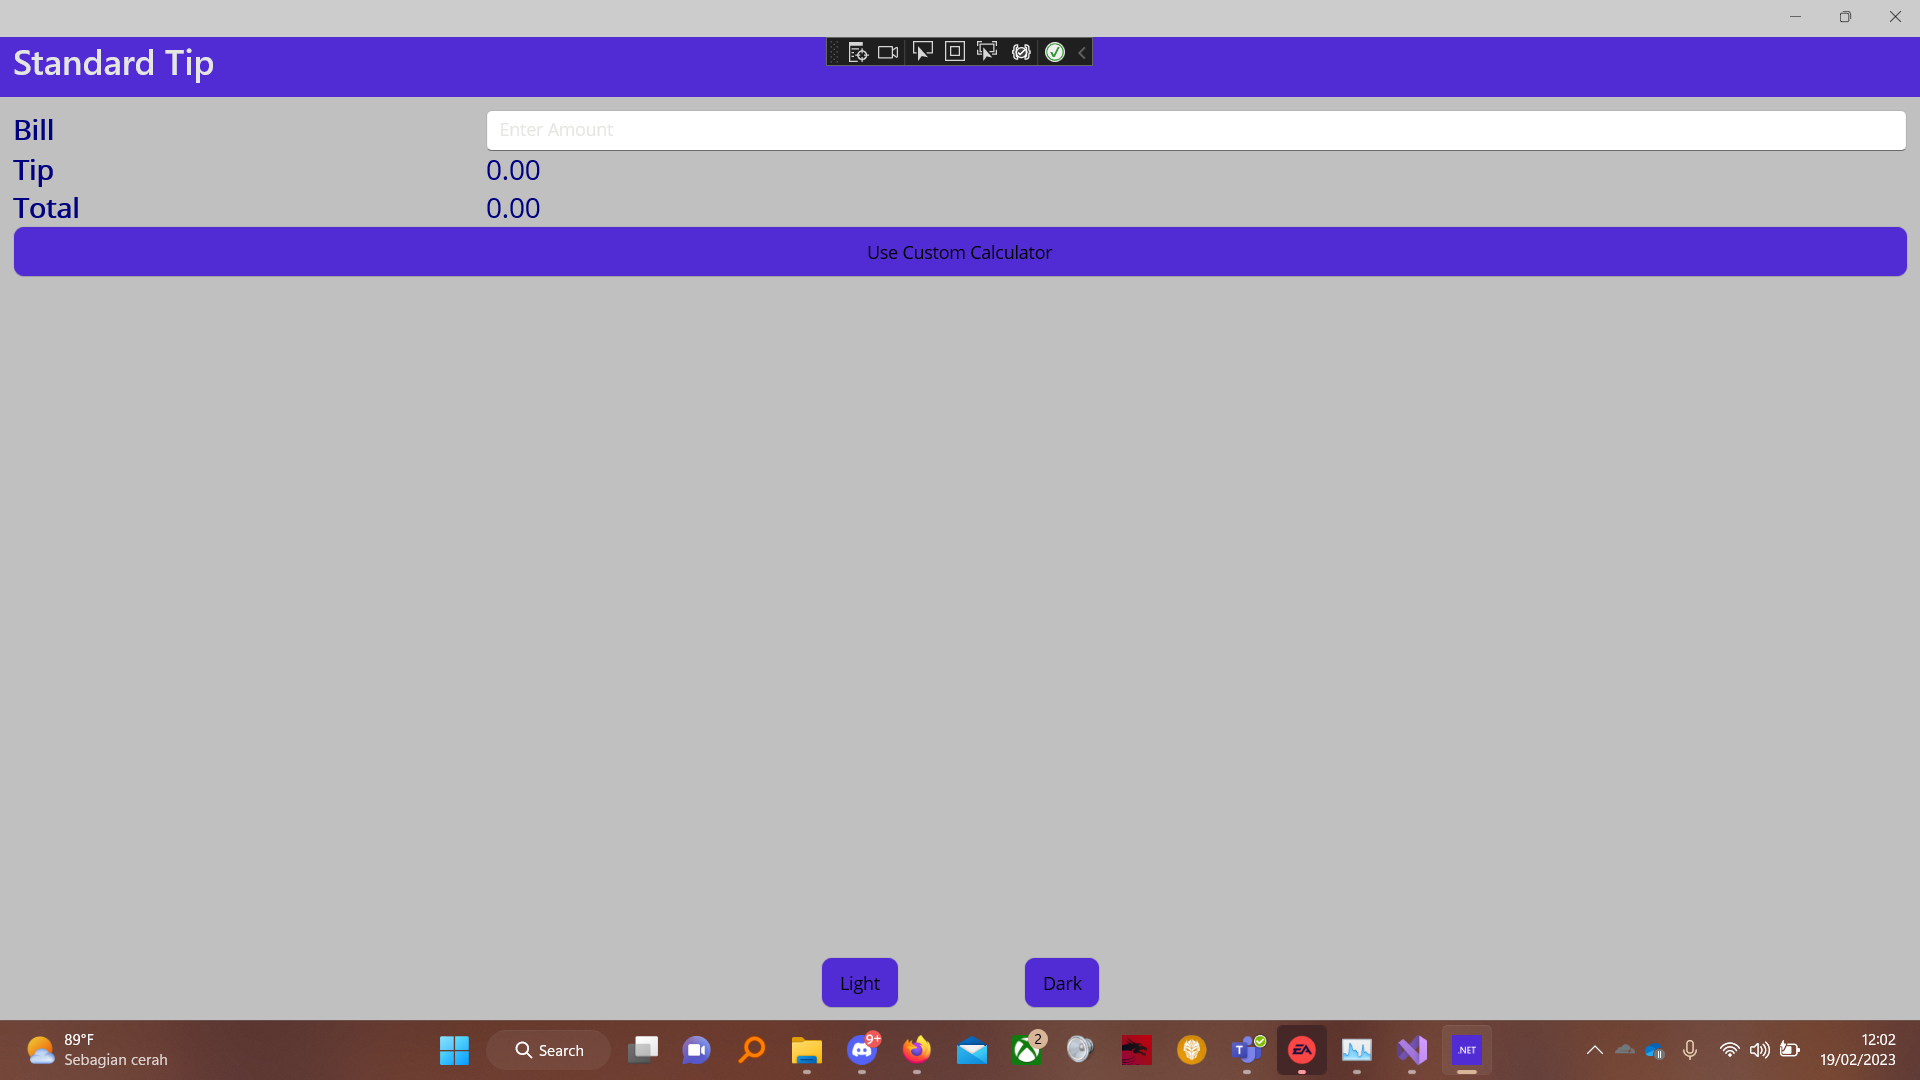 Standard Tip
Bill
Enter Amount
Tip
0.00
Total
0.00
Use Custom Calculator
Light
Dark
89°F
Sebagian cerah
Search
9+
2
T
EA
.NET
12:02
19/02/2023